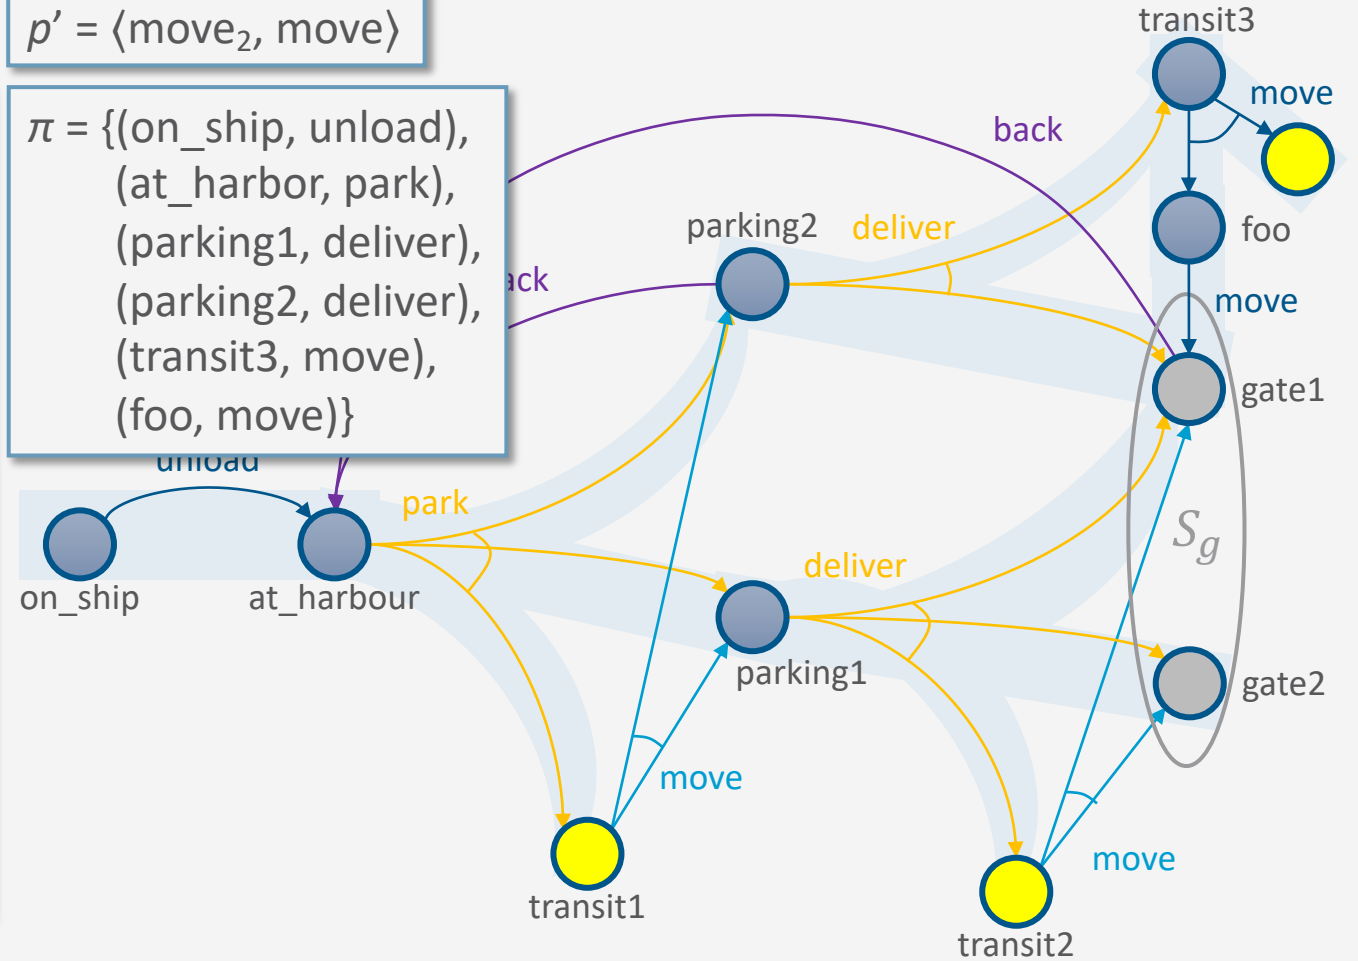 p’ = ⟨move₂, move⟩
π = {(on_ship, unload),
(at_harbor, park),
(parking1, deliver),
(parking2, deliver),
(transit3, move),
(foo, move)}
transit3
move
back
foo
parking2
deliver
ack
move
gate1
unload
park
S_g
deliver
on_ship
at_harbour
parking1
gate2
move
move
transit1
transit2